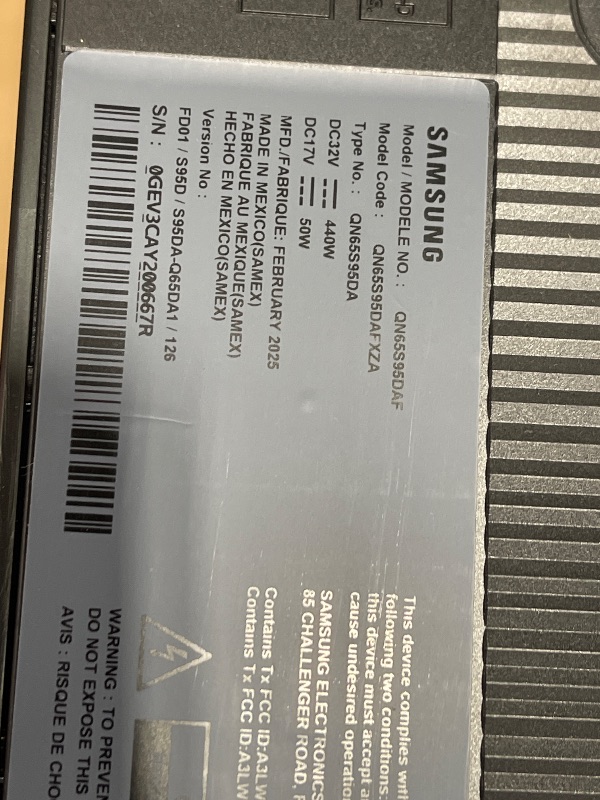 SAMSUNG
Model / MODELE NO. : QN65S95DAF
Model Code : QN65S95DAFXZA
Type No. : QN65S95DA
DC32V 440W
DC17V 50W
MFD./FABRIQUE: FEBRUARY 2025
MADE IN MEXICO(SAMEX)
FABRIQUE AU MEXIQUE(SAMEX)
HECHO EN MEXICO(SAMEX)
Version No :
FD01 / S95D / S95DA-Q65DA1 / 126
S/N : 0GEV3CAY200667R
This device complies wit
following two conditions:
this device must accept a
cause undesired operatio
SAMSUNG ELECTRONICS
85 CHALLENGER ROAD,
Contains Tx FCC ID:A3LW
Contains Tx FCC ID:A3LW
WARNING : TO PREVEN
DO NOT EXPOSE THIS
AVIS : RISQUE DE CHO